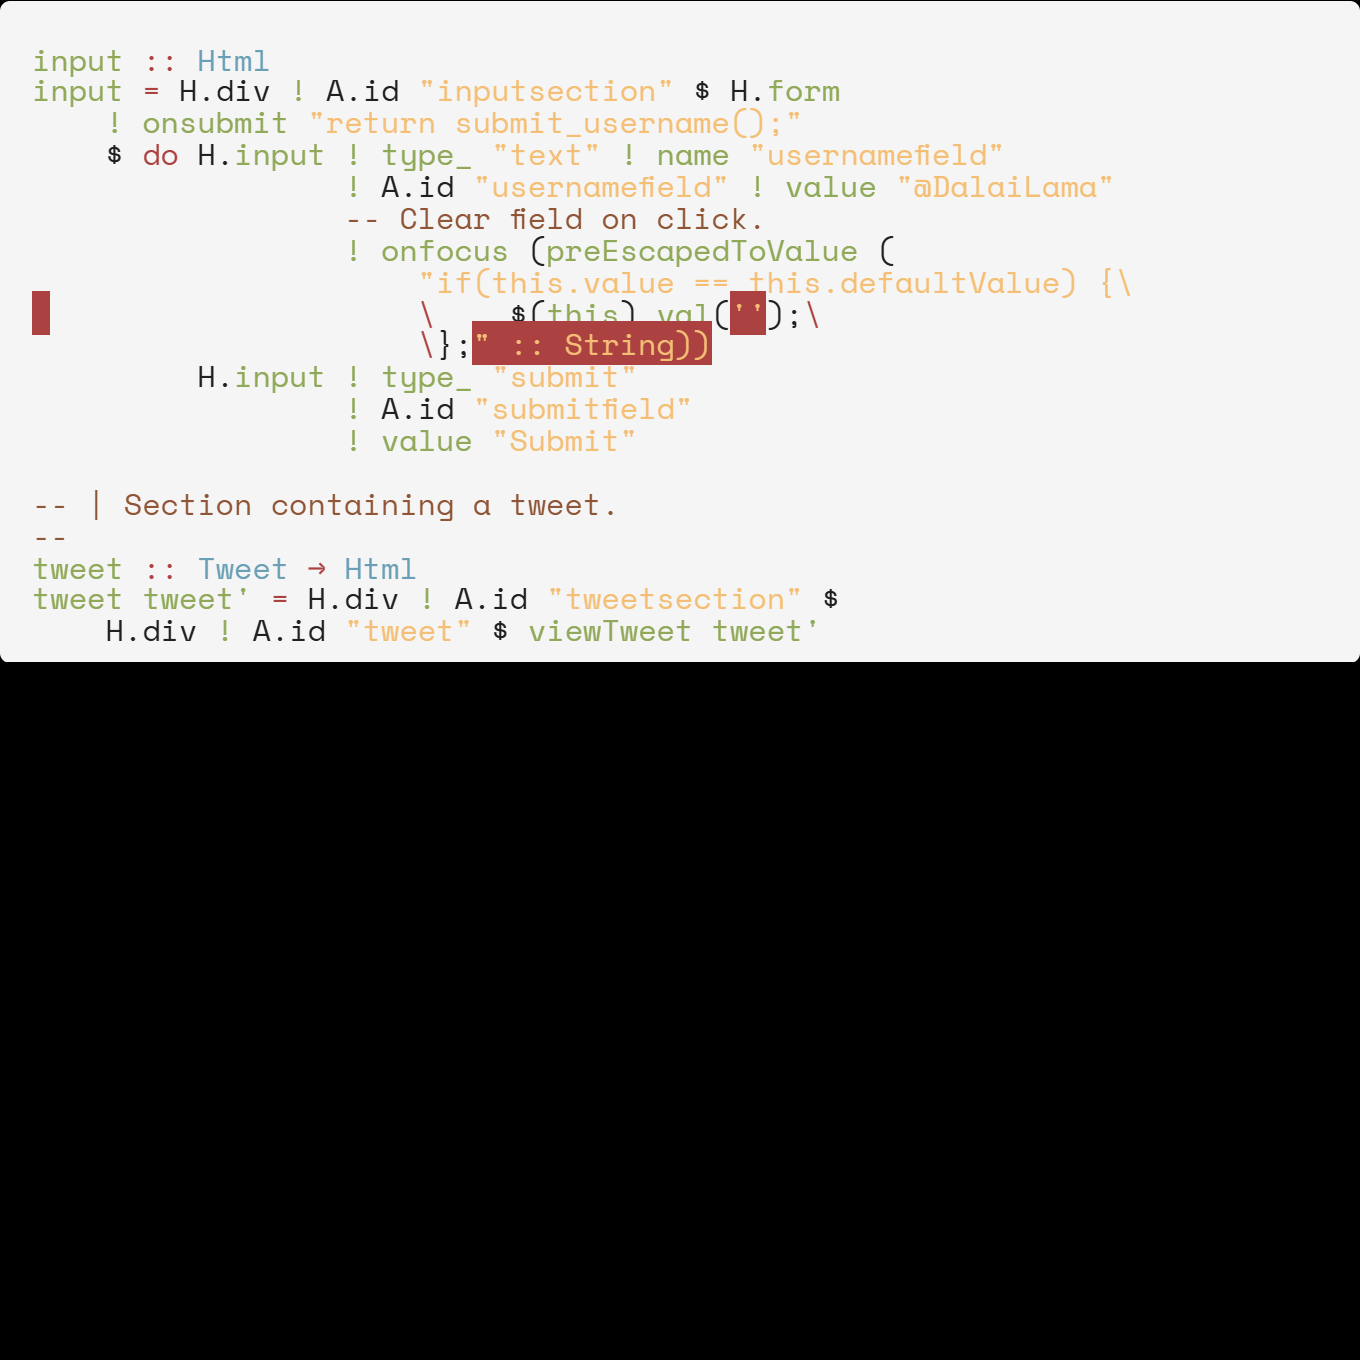 input :: Html
input = H.div ! A.id "inputsection" $ H.form
    ! onsubmit "return submit_username();"
    $ do H.input ! type_ "text" ! name "usernamefield"
                 ! A.id "usernamefield" ! value "@DalaiLama"
                 -- Clear field on click.
                 ! onfocus (preEscapedToValue (
                     "if(this.value == this.defaultValue) {\
                     \    $(this).val('');\
                     \};" :: String))
         H.input ! type_ "submit"
                 ! A.id "submitfield"
                 ! value "Submit"

-- | Section containing a tweet.
--
tweet :: Tweet → Html
tweet tweet' = H.div ! A.id "tweetsection" $
    H.div ! A.id "tweet" $ viewTweet tweet'